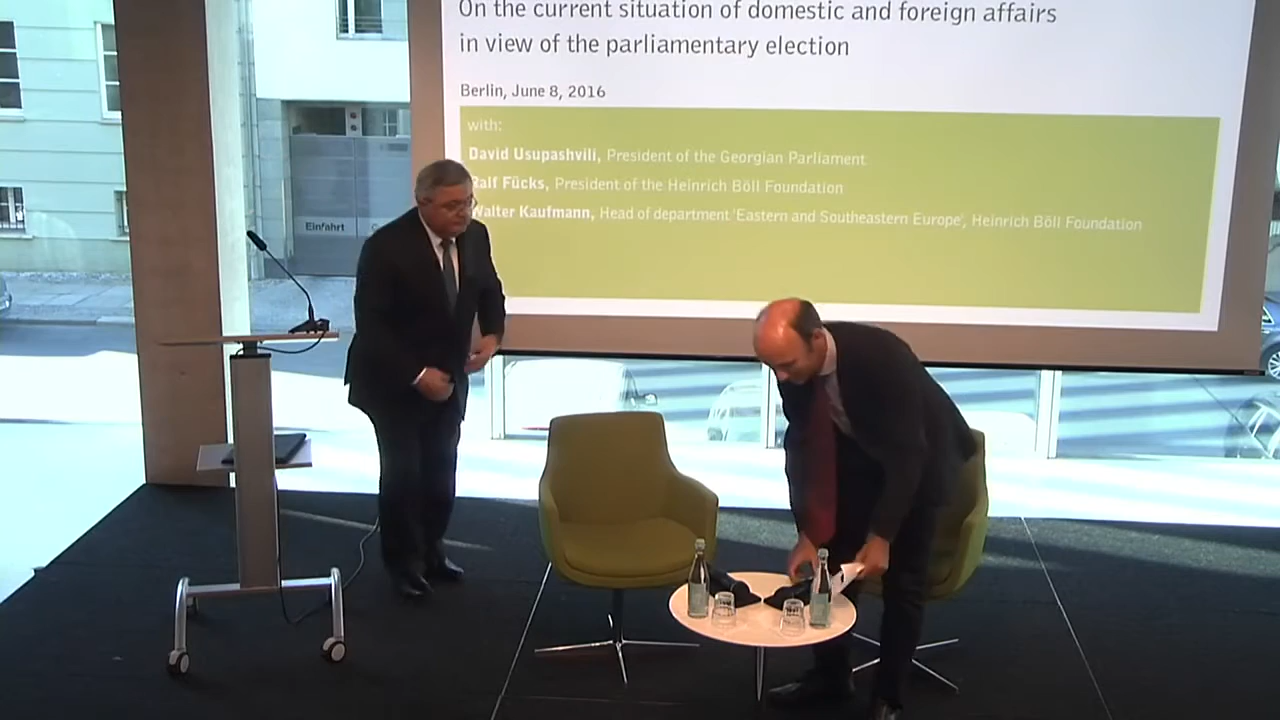 On the current situation of domestic and foreign affairs
in view of the parliamentary election
Berlin, June 8, 2016
with:
David Usupashvili, President of the Georgian Parliament
Ralf Fücks, President of the Heinrich Böll Foundation
Walter Kaufmann, Head of department 'Eastern and Southeastern Europe', Heinrich Böll Foundation
Einfahrt